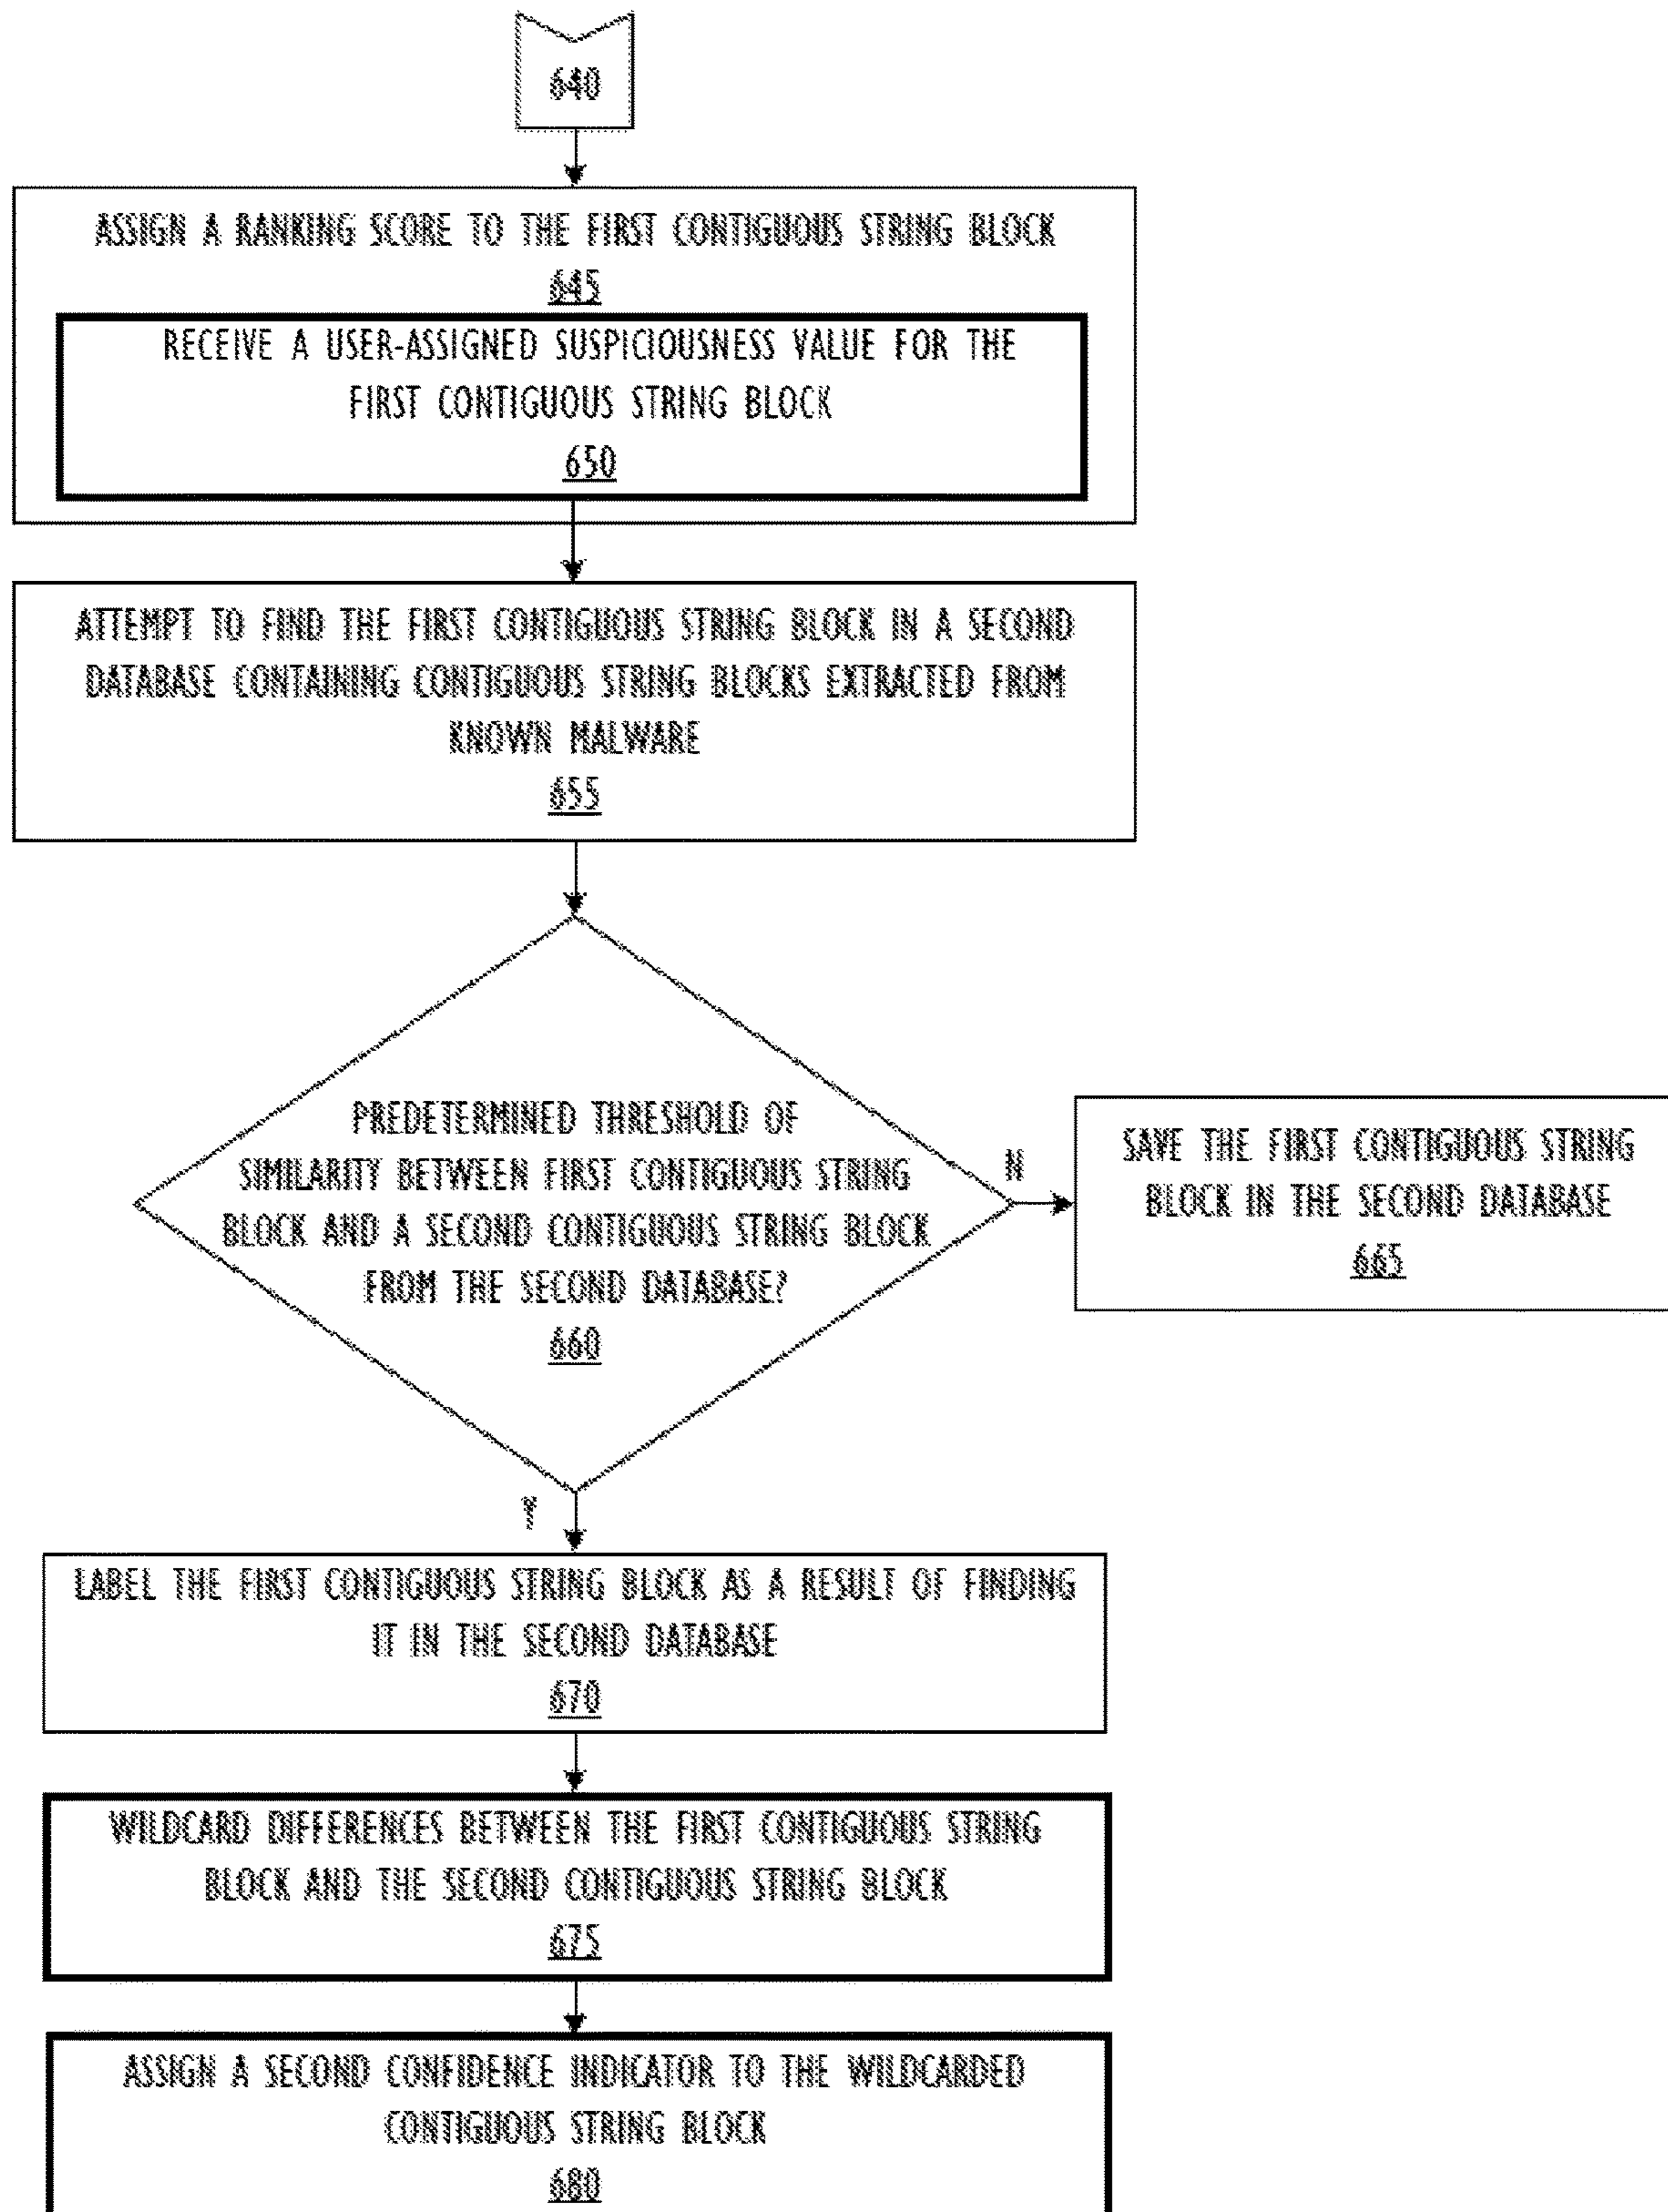 640
ASSIGN A RANKING SCORE TO THE FIRST CONTIGUOUS STRING BLOCK
645
RECEIVE A USER-ASSIGNED SUSPICIOUSNESS VALUE FOR THE
FIRST CONTIGUOUS STRING BLOCK
650
ATTEMPT TO FIND THE FIRST CONTIGUOUS STRING BLOCK IN A SECOND
DATABASE CONTAINING CONTIGUOUS STRING BLOCKS EXTRACTED FROM
KNOWN MALWARE
655
PREDETERMINED THRESHOLD OF
SIMILARITY BETWEEN FIRST CONTIGUOUS STRING
BLOCK AND A SECOND CONTIGUOUS STRING BLOCK
FROM THE SECOND DATABASE?
660
N
SAVE THE FIRST CONTIGUOUS STRING
BLOCK IN THE SECOND DATABASE
665
Y
LABEL THE FIRST CONTIGUOUS STRING BLOCK AS A RESULT OF FINDING
IT IN THE SECOND DATABASE
670
WILDCARD DIFFERENCES BETWEEN THE FIRST CONTIGUOUS STRING
BLOCK AND THE SECOND CONTIGUOUS STRING BLOCK
675
ASSIGN A SECOND CONFIDENCE INDICATOR TO THE WILDCARDED
CONTIGUOUS STRING BLOCK
680